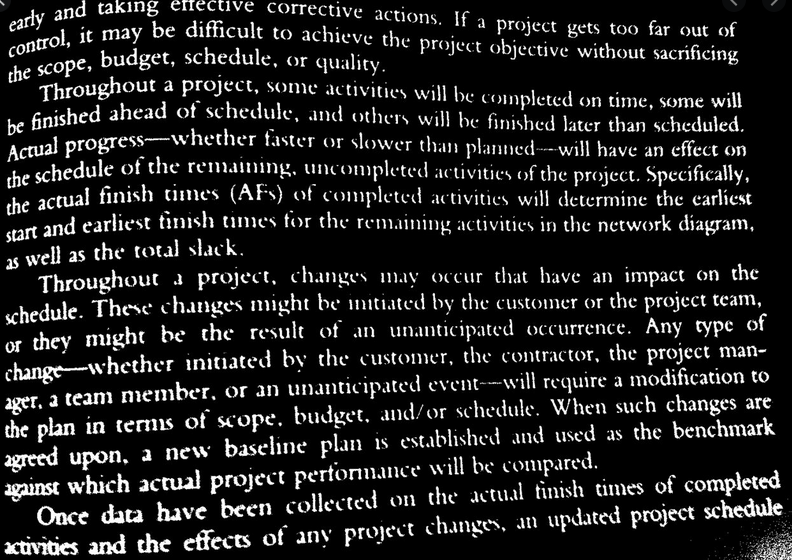 early and taking effective corrective actions. If a project gets too far out of
control, it may be difficult to achieve the project objective without sacrificing
the scope, budget, schedule, or quality.
Throughout a project, some activities will be completed on time, some will
be finished ahead of schedule, and others will be finished later than scheduled.
Actual progress—whether faster or slower than planned—will have an effect on
the schedule of the remaining, uncompleted activities of the project. Specifically,
the actual finish times (AFs) of completed activities will determine the earliest
start and earliest finish times for the remaining activities in the network diagram,
as well as the total slack.
Throughout a project, changes may occur that have an impact on the
schedule. These changes might be initiated by the customer or the project team,
or they might be the result of an unanticipated occurrence. Any type of
change—whether initiated by the customer, the contractor, the project man-
ager, a team member, or an unanticipated event—will require a modification to
the plan in terms of scope, budget, and/or schedule. When such changes are
agreed upon, a new baseline plan is established and used as the benchmark
against which actual project performance will be compared.
Once data have been collected on the actual finish times of completed
activities and the effects of any project changes, an updated project schedule